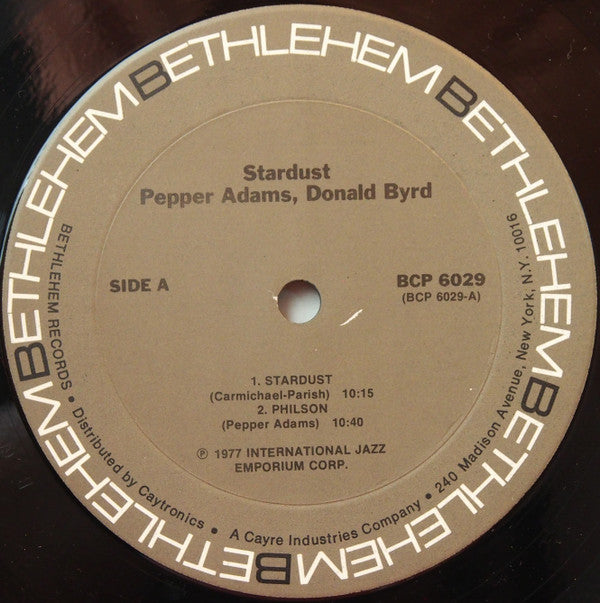 BETHLEHEM BETHLEHEM BETHLEHEM BETHLEHEM BETHLEHEM BETHLEHEM
Stardust
Pepper Adams, Donald Byrd
SIDE A
BCP 6029
(BCP 6029-A)
1. STARDUST
(Carmichael-Parish) 10:15
2. PHILSON
(Pepper Adams) 10:40
℗ 1977 INTERNATIONAL JAZZ
EMPORIUM CORP.
BETHLEHEM RECORDS • Distributed by Caytronics • A Cayre Industries Company • 240 Madison Avenue, New York, N.Y. 10016